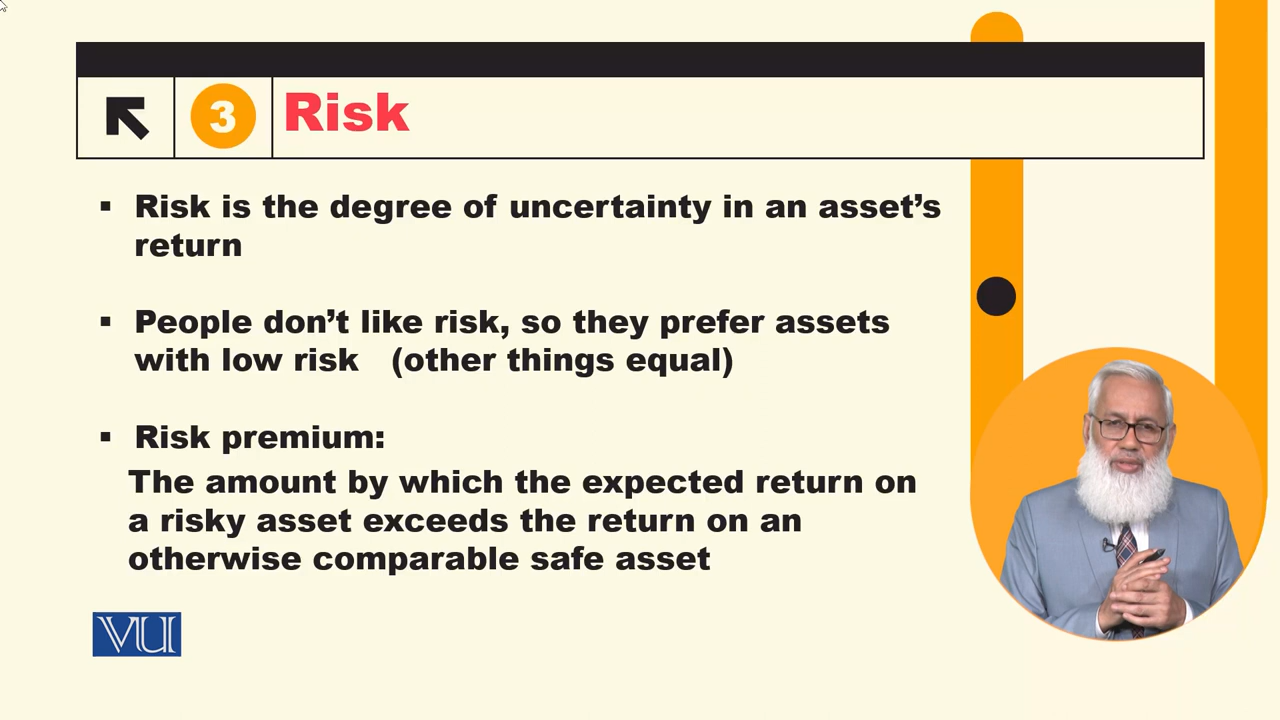 3 Risk
▪ Risk is the degree of uncertainty in an asset’s
return
▪ People don’t like risk, so they prefer assets
with low risk (other things equal)
▪ Risk premium:
The amount by which the expected return on
a risky asset exceeds the return on an
otherwise comparable safe asset
VU